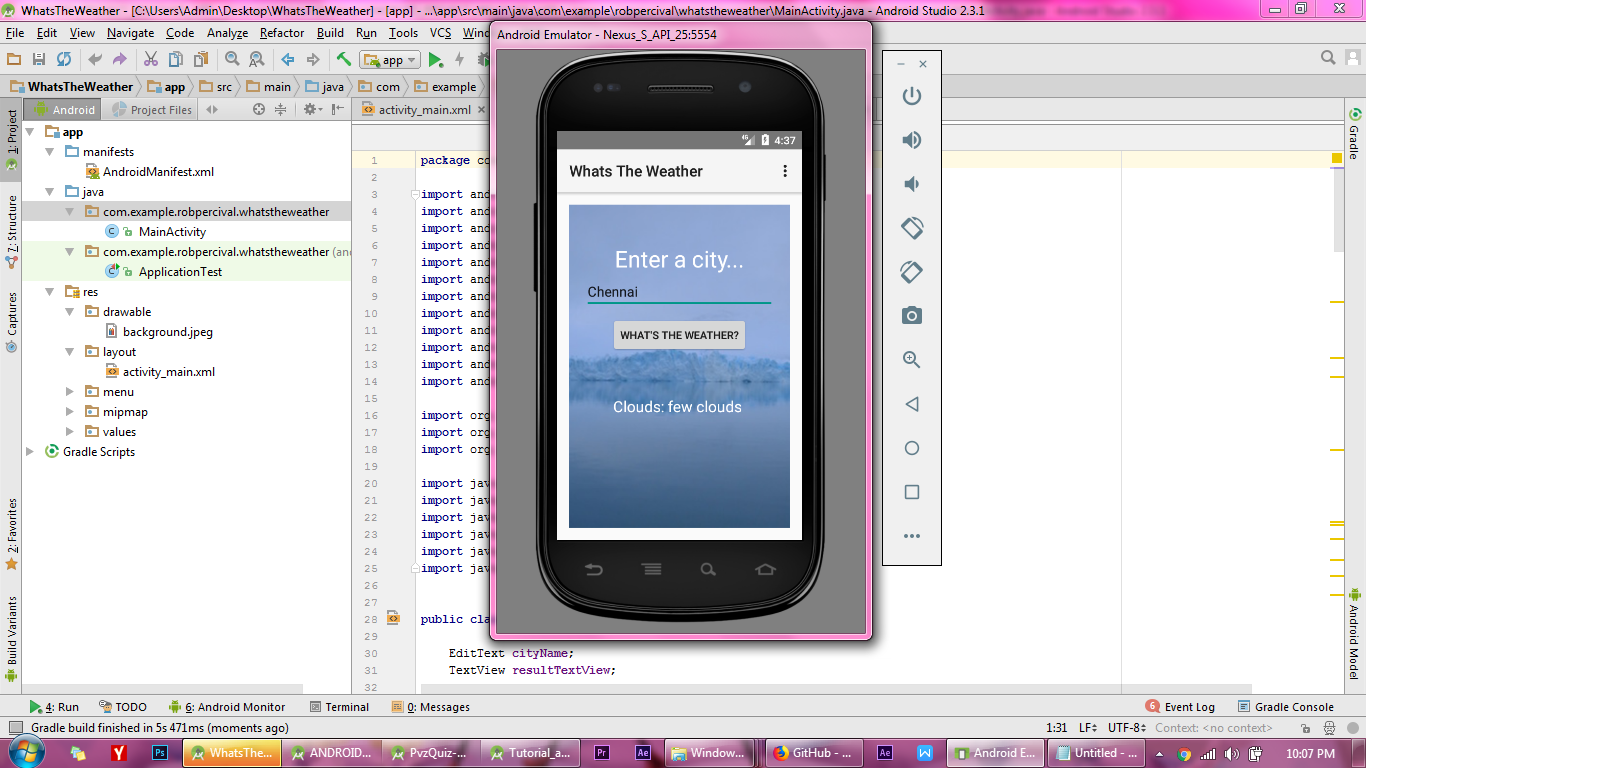 WhatsTheWeather - [C:\Users\Admin\Desktop\WhatsTheWeather] - [app] - ...\app\src\main\java\com\example\robpercival\whatstheweather\MainActivity.java - Android Studio 2.3.1
File Edit View Navigate Code Analyze Refactor Build Run Tools VCS Wind
Android Emulator - Nexus_S_API_25:5554
app
WhatsTheWeather app src main java com example
Android Project Files
activity_main.xml
1: Project
7: Structure
Captures
2: Favorites
Build Variants
app
manifests
AndroidManifest.xml
java
com.example.robpercival.whatstheweather
MainActivity
com.example.robpercival.whatstheweather (an
ApplicationTest
res
drawable
background.jpeg
layout
activity_main.xml
menu
mipmap
values
Gradle Scripts
1 package co
2
3 import and
4 import and
5 import and
6 import and
7 import and
8 import and
9 import and
10 import and
11 import and
12 import and
13 import and
14 import and
15
16 import org
17 import org
18 import org
19
20 import jav
21 import jav
22 import jav
23 import jav
24 import jav
25 import jav
26
27
28 public cla
29
30 EditText cityName;
31 TextView resultTextView;
32
4G 4:37
Whats The Weather
Enter a city...
Chennai
WHAT'S THE WEATHER?
Clouds: few clouds
Gradle
Android Model
4: Run TODO 6: Android Monitor Terminal 0: Messages 6 Event Log Gradle Console
Gradle build finished in 5s 471ms (moments ago) 1:31 LF UTF-8 Context: <no context>
Y Ps WhatsThe... ANDROID... PvzQuiz-... Tutorial_a... Pr Ae Window... GitHub - ... Ae W Android E... Untitled - ... 10:07 PM